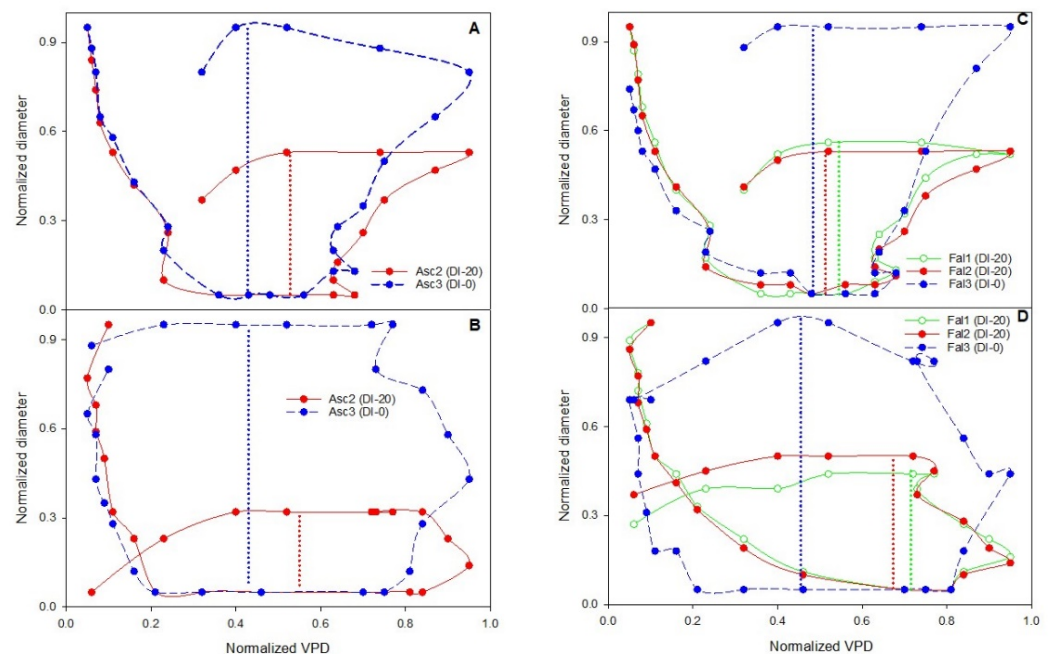 A
Normalized diameter
0.9
0.6
0.3
0.0
Asc2 (DI-20)
Asc3 (DI-0)
B
Normalized diameter
0.9
0.6
0.3
0.0
Asc2 (DI-20)
Asc3 (DI-0)
0.0 0.2 0.4 0.6 0.8 1.0
Normalized VPD
C
Normalized diameter
0.9
0.6
0.3
0.0
Fal1 (DI-20)
Fal2 (DI-20)
Fal3 (DI-0)
D
Normalized diameter
0.9
0.6
0.3
0.0
Fal1 (DI-20)
Fal2 (DI-20)
Fal3 (DI-0)
0.0 0.2 0.4 0.6 0.8 1.0
Normalized VPD